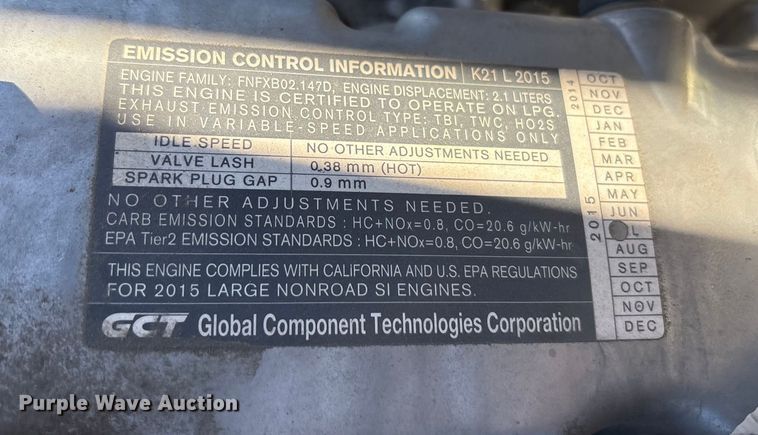 EMISSION CONTROL INFORMATION K21 L 2015
ENGINE FAMILY: FNFXB02.147D, ENGINE DISPLACEMENT: 2.1 LITERS
THIS ENGINE IS CERTIFIED TO OPERATE ON LPG.
EXHAUST EMISSION CONTROL TYPE: TBI, TWC, HO2S
USE IN VARIABLE-SPEED APPLICATIONS ONLY
IDLE SPEED NO OTHER ADJUSTMENTS NEEDED
VALVE LASH 0.38 mm (HOT)
SPARK PLUG GAP 0.9 mm
NO OTHER ADJUSTMENTS NEEDED.
CARB EMISSION STANDARDS : HC+NOx=0.8, CO=20.6 g/kW-hr
EPA Tier2 EMISSION STANDARDS : HC+NOx=0.8, CO=20.6 g/kW-hr
THIS ENGINE COMPLIES WITH CALIFORNIA AND U.S. EPA REGULATIONS
FOR 2015 LARGE NONROAD SI ENGINES.
GCT Global Component Technologies Corporation
2014
OCT
NOV
DEC
2015
JAN
FEB
MAR
APR
MAY
JUN
AUG
SEP
OCT
NOV
DEC
Purple Wave Auction